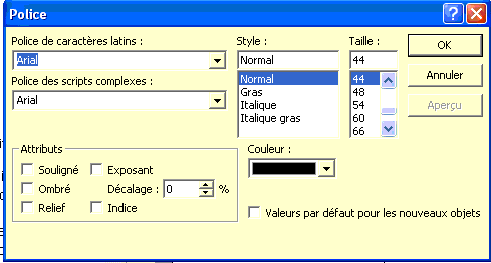 Police
Police de caractères latins :
Arial
Police des scripts complexes :
Arial
Style :
Normal
Normal
Gras
Italique
Italique gras
Taille :
44
44
48
54
60
66
OK
Annuler
Aperçu
Attributs
Souligné
Exposant
Ombré
Décalage : 0 %
Relief
Indice
Couleur :
Valeurs par défaut pour les nouveaux objets